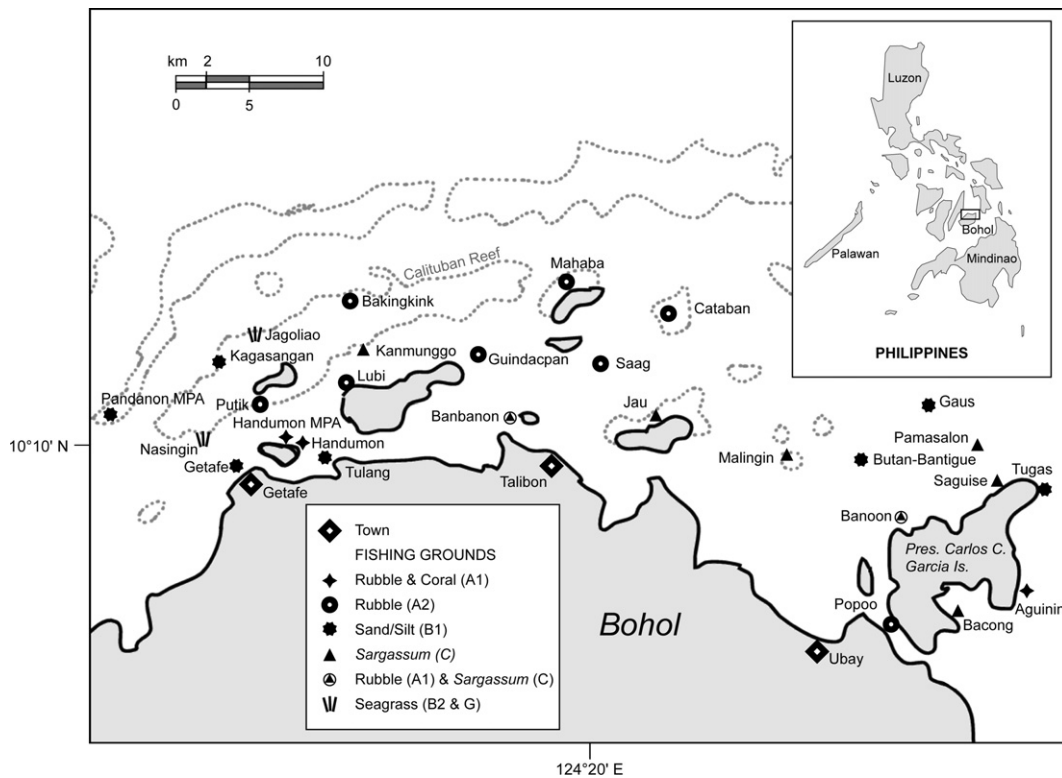 km 2 10
0 5
Luzon
Bohol
Palawan
Mindinao
PHILIPPINES
Calituban Reef
Mahaba
Bakingkink
Cataban
Jagoliao
Kagasangan
Kanmunggo
Guindacpan
Saag
Lubi
Pandanon MPA
Putik
Jau
Gaus
Handumon MPA
Banbanon
10°10' N
Nasingin
Handumon
Pamasalon
Malingin
Butan-Bantigue
Getafe
Tulang
Talibon
Saguise
Tugas
Getafe
Banoon
Pres. Carlos C.
Garcia Is.
Town
FISHING GROUNDS
Rubble & Coral (A1)
Rubble (A2)
Sand/Silt (B1)
Sargassum (C)
Rubble (A1) & Sargassum (C)
Seagrass (B2 & G)
Bohol
Popoo
Aguinin
Bacong
Ubay
124°20' E